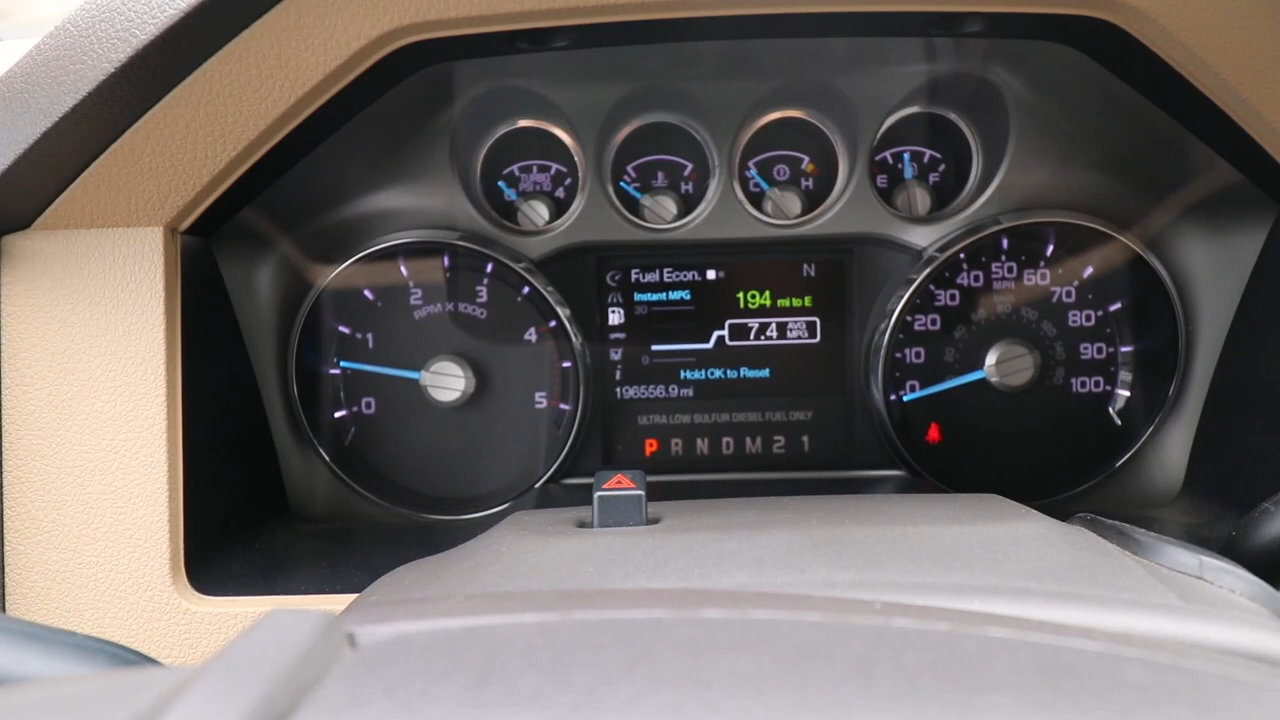 TURBO
PSI x 10
0 4
C H
C H
E F
0 1 2 3 4 5
RPM X 1000
Fuel Econ. N
Instant MPG
194 mi to E
30
7.4 AVG MPG
0
Hold OK to Reset
196556.9 mi
ULTRA LOW SULFUR DIESEL FUEL ONLY
P R N D M 2 1
0 10 20 30 40 50 60 70 80 90 100
MPH